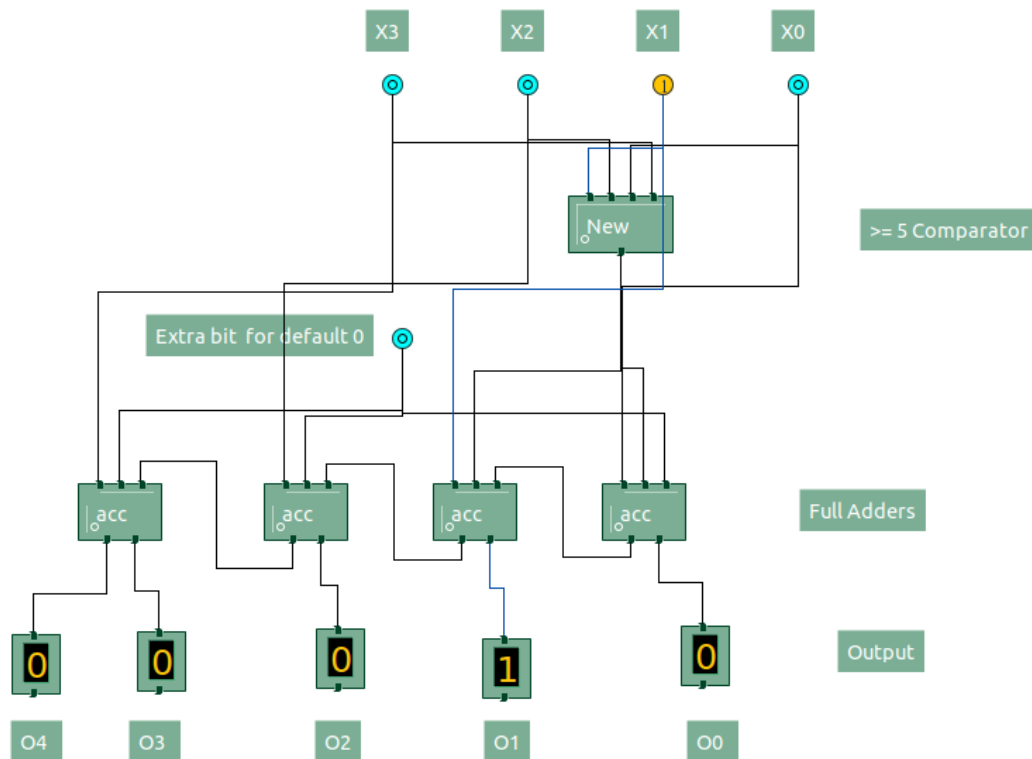 X3 X2 X1 X0
1
New
>= 5 Comparator
Extra bit for default 0
acc acc acc acc
Full Adders
0 0 0 1 0
Output
O4 O3 O2 O1 O0